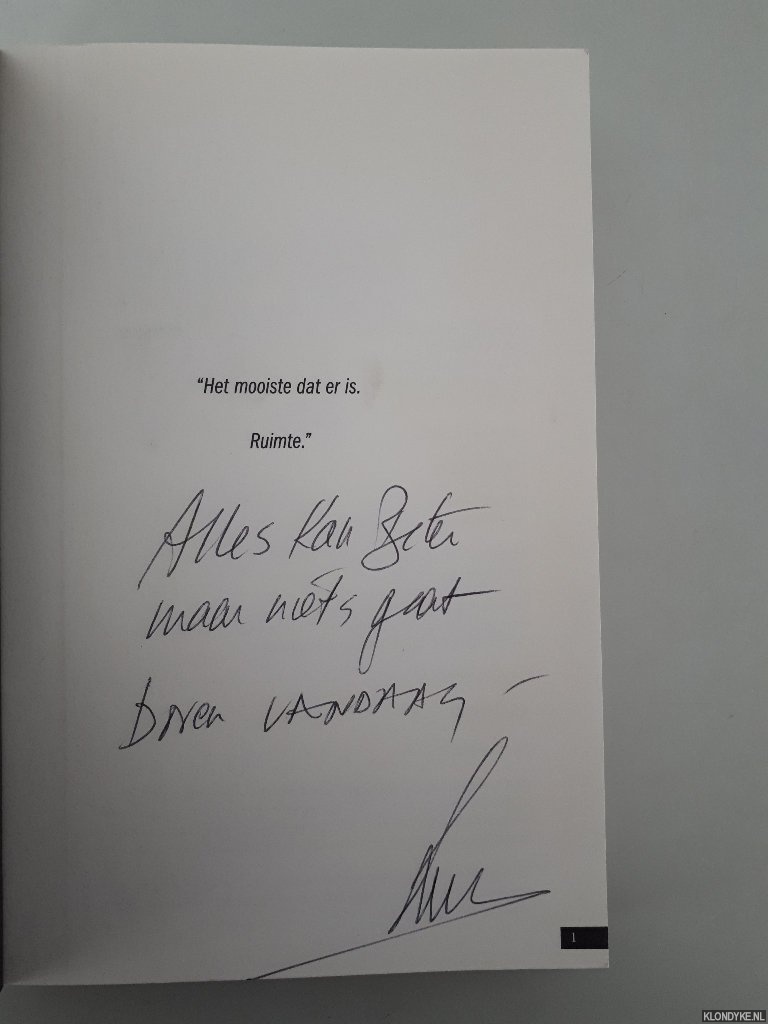 “Het mooiste dat er is.
Ruimte.”
Alles kan Beter
maar niets gaat
Boven VANDAAG –
1
KLONDYKE.NL